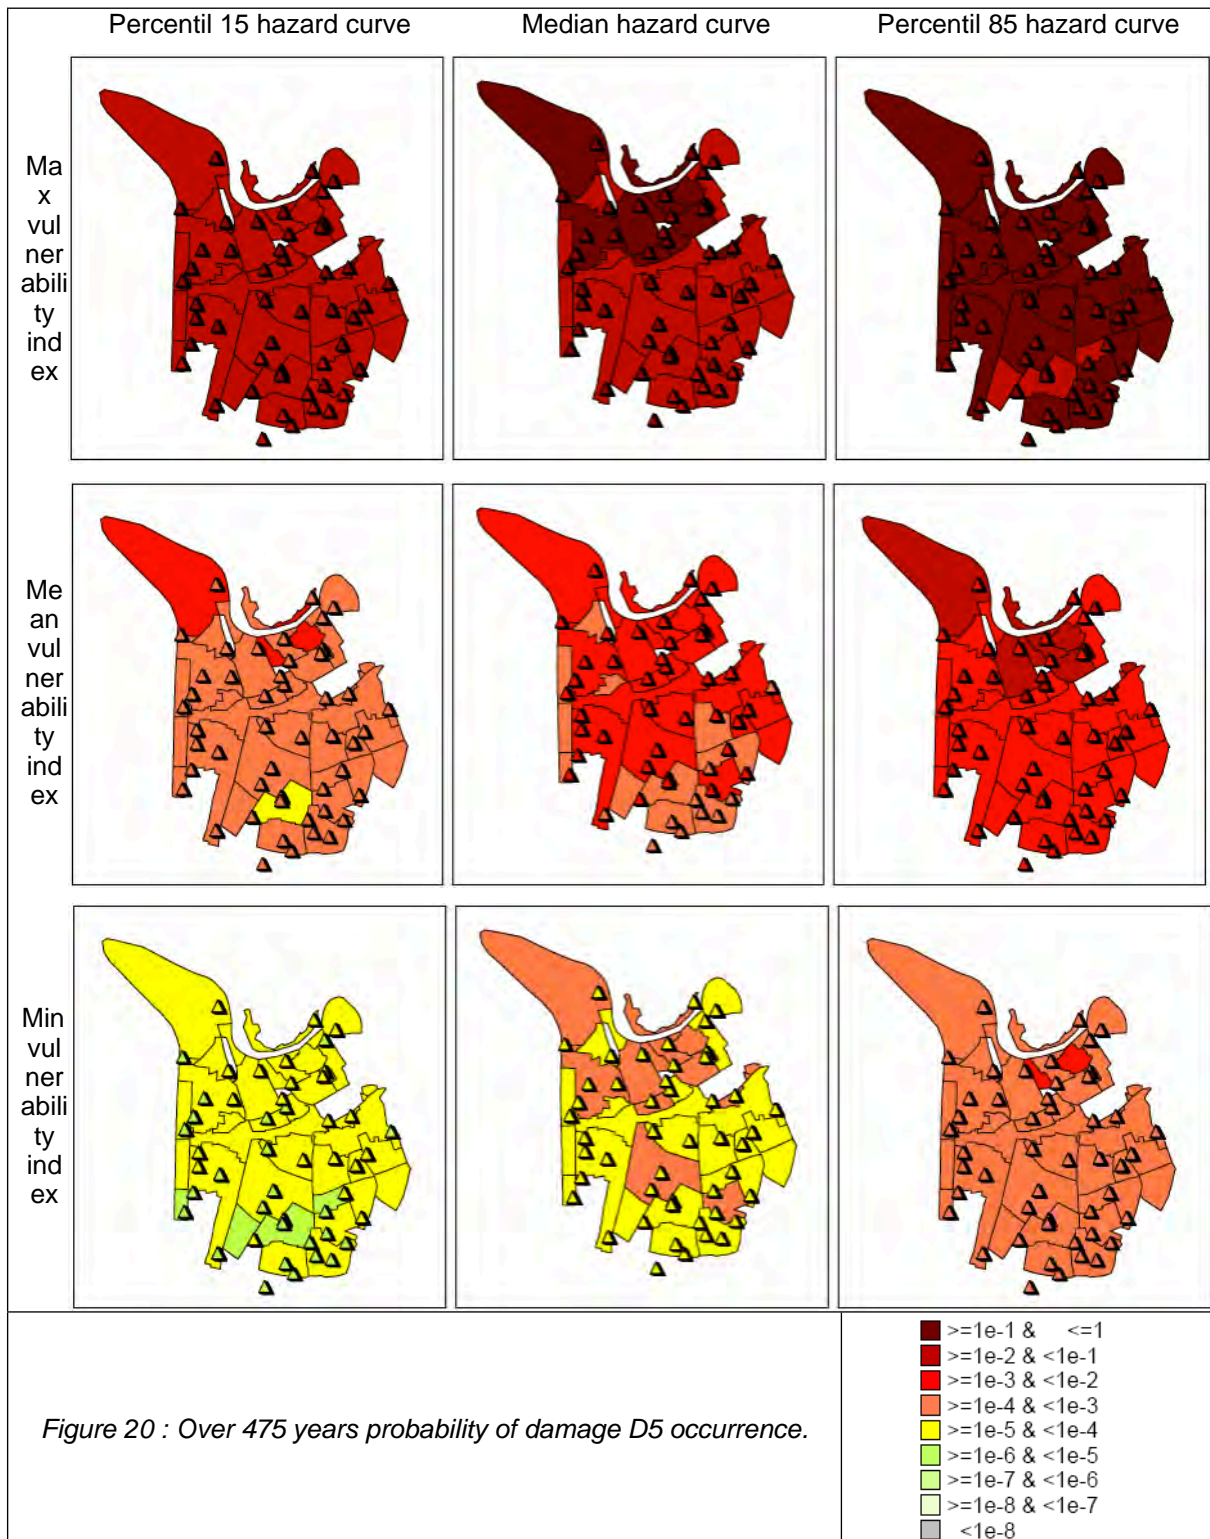 Percentil 15 hazard curve
Median hazard curve
Percentil 85 hazard curve
Ma
x
vul
ner
abili
ty
ind
ex
Me
an
vul
ner
abili
ty
ind
ex
Min
vul
ner
abili
ty
ind
ex
Figure 20 : Over 475 years probability of damage D5 occurrence.
>=1e-1 & <=1
>=1e-2 & <1e-1
>=1e-3 & <1e-2
>=1e-4 & <1e-3
>=1e-5 & <1e-4
>=1e-6 & <1e-5
>=1e-7 & <1e-6
>=1e-8 & <1e-7
<1e-8